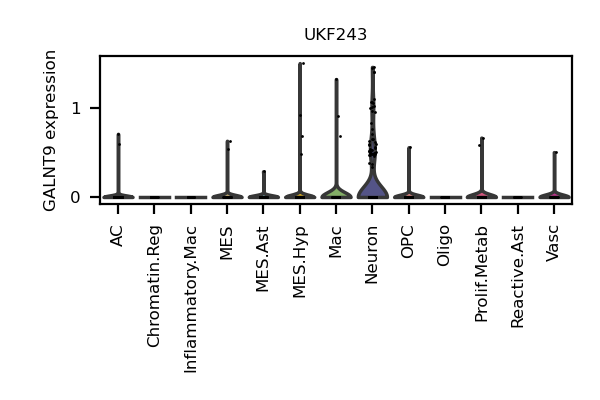 UKF243
GALNT9 expression
1
0
AC
Chromatin.Reg
Inflammatory.Mac
MES
MES.Ast
MES.Hyp
Mac
Neuron
OPC
Oligo
Prolif.Metab
Reactive.Ast
Vasc